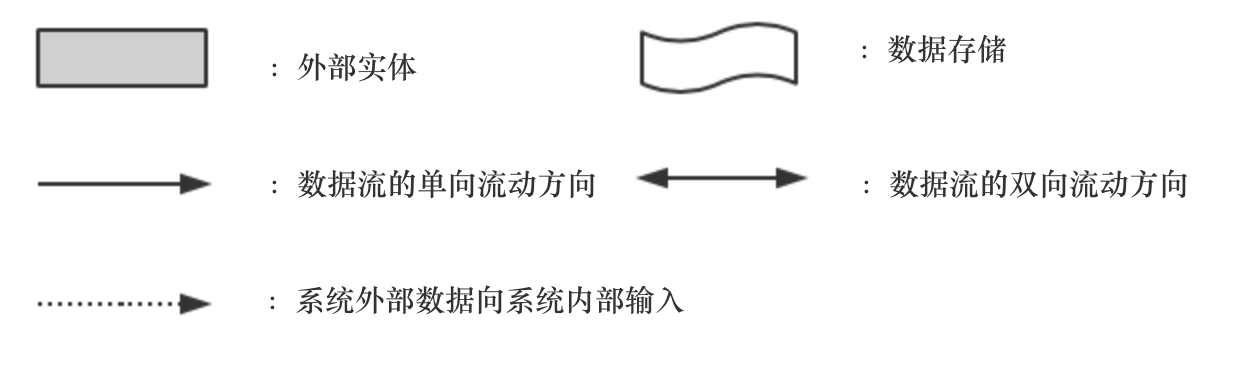 ：外部实体
：数据存储
：数据流的单向流动方向
：数据流的双向流动方向
：系统外部数据向系统内部输入